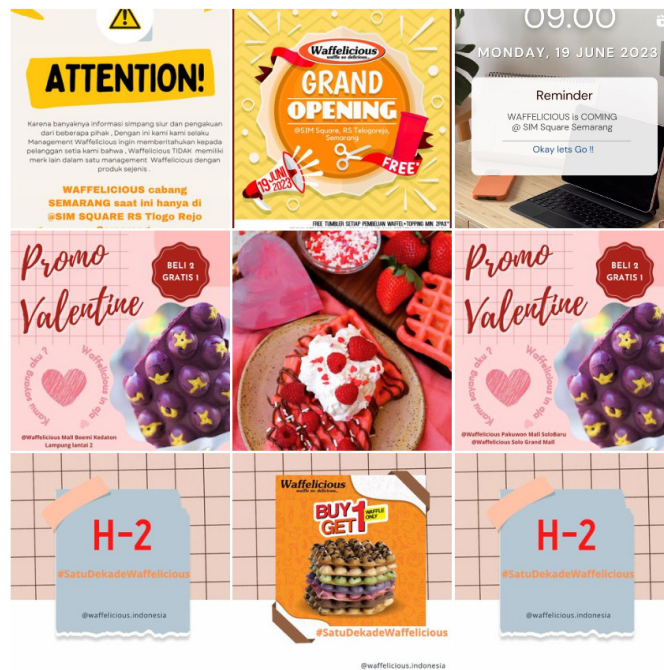 ATTENTION!
Karena banyaknya informasi simpang siur dan pengakuan
dari beberapa pihak , Dengan ini kami kami selaku
Management Waffelicious ingin memberitahukan kepada
pelanggan setia kami bahwa , Waffelicious TIDAK memiliki
merk lain dalam satu management Waffelicious dengan
produk sejenis .
WAFFELICIOUS cabang
SEMARANG saat ini hanya di
@SIM SQUARE RS Tlogo Rejo
Waffelicious
waffle so delicious..
GRAND
OPENING
@SIM Square, RS Telogorejo,
Semarang
FREE*
19 JUNI
2023
FREE TUMBLER SETIAP PEMBELIAN WAFFEL+TOPPING MIN 2PAX*
09.00
MONDAY, 19 JUNE 2023
Reminder
WAFFELICIOUS is COMING
@ SIM Square Semarang
Okay lets Go !!
Promo
Valentine
BELI 2
GRATIS 1
Kamu sayang aku ?
Waffelicious in aja
@Waffelicious Mall Boemi Kedaton
Lampung lantai 2
Promo
Valentine
BELI 2
GRATIS 1
Kamu sayang aku ?
Waffelicious in aja
@Waffelicious Pakuwon Mall SoloBaru
@Waffelicious Solo Grand Mall
H-2
#SatuDekadeWaffelicious
@waffelicious.indonesia
Waffelicious
waffle so delicious..
BUY 1
GET 1
WAFFLE
ONLY
#SatuDekadeWaffelicious
@waffelicious.indonesia
H-2
#SatuDekadeWaffelicious
@waffelicious.indonesia